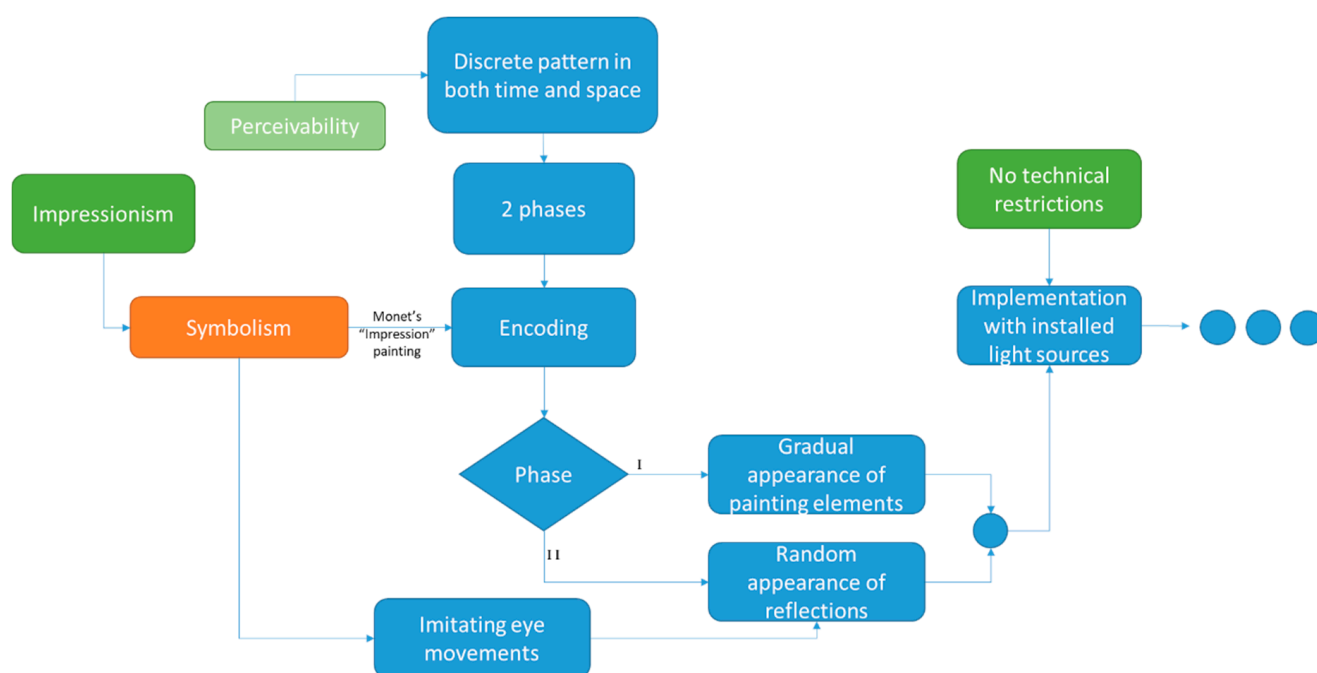 Discrete pattern in
both time and space
Perceivability
Impressionism
2 phases
No technical
restrictions
Symbolism
Monet's
"Impression"
painting
Encoding
Implementation
with installed
light sources
Phase
I
Gradual
appearance of
painting elements
II
Random
appearance of
reflections
Imitating eye
movements